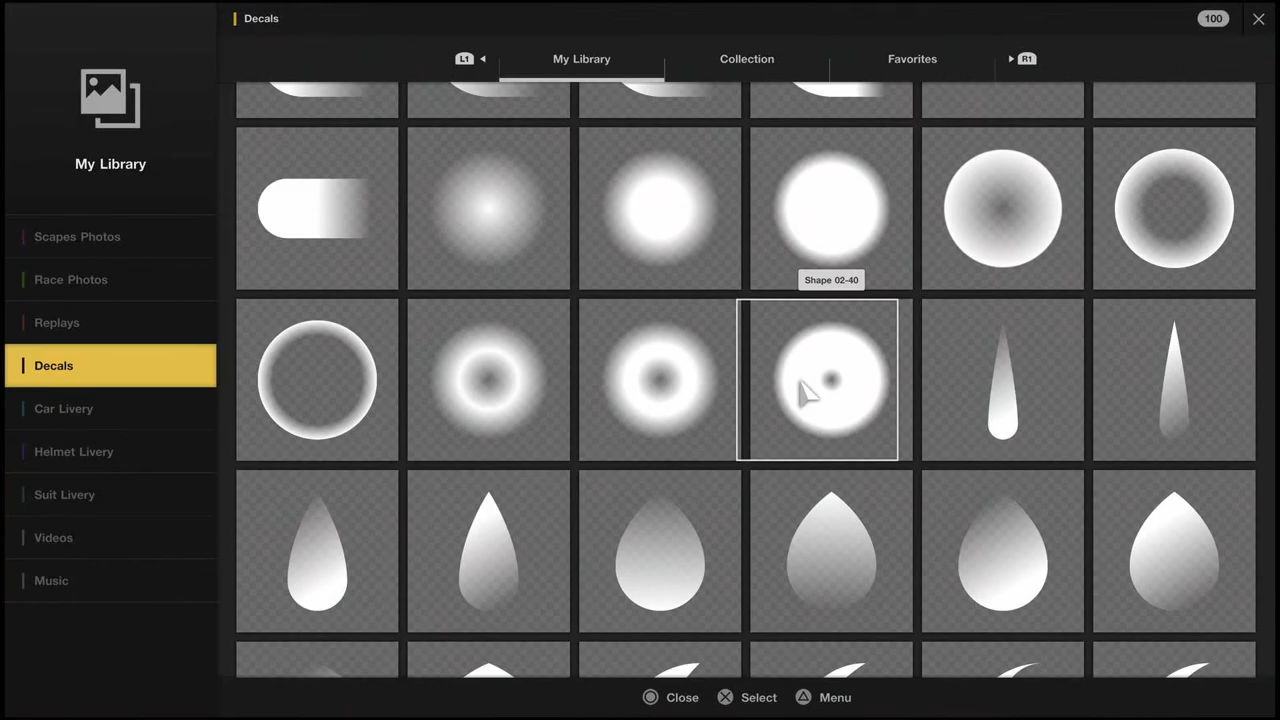 Decals
100
L1
My Library
Collection
Favorites
R1
My Library
Scapes Photos
Race Photos
Replays
Decals
Car Livery
Helmet Livery
Suit Livery
Videos
Music
Shape 02-40
Close
Select
Menu